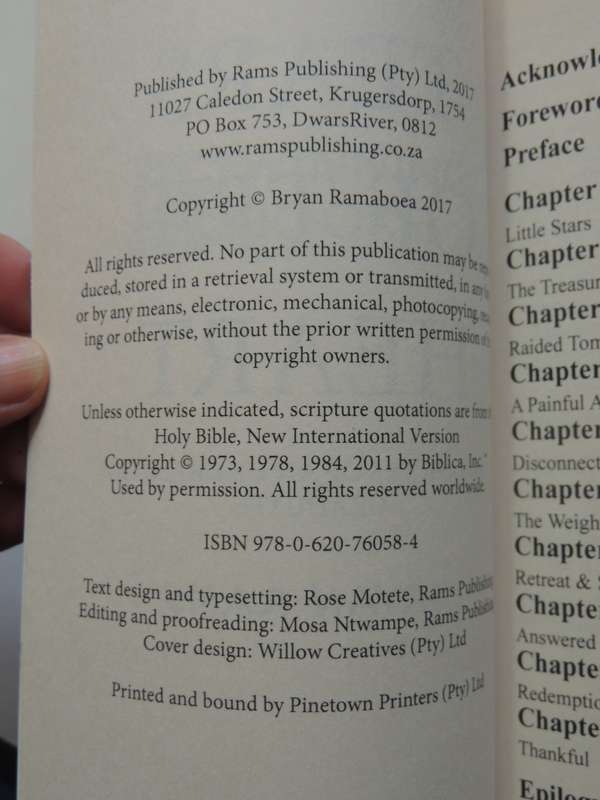 Published by Rams Publishing (Pty) Ltd, 2017
11027 Caledon Street, Krugersdorp, 1754
PO Box 753, DwarsRiver, 0812
www.ramspublishing.co.za
Copyright © Bryan Ramaboea 2017
All rights reserved. No part of this publication may be
duced, stored in a retrieval system or transmitted, in any
or by any means, electronic, mechanical, photocopying,
ing or otherwise, without the prior written permission of
copyright owners.
Unless otherwise indicated, scripture quotations are from
Holy Bible, New International Version
Copyright © 1973, 1978, 1984, 2011 by Biblica, Inc.
Used by permission. All rights reserved worldwide.
ISBN 978-0-620-76058-4
Text design and typesetting: Rose Motete, Rams Publishing
Editing and proofreading: Mosa Ntwampe, Rams Publishing
Cover design: Willow Creatives (Pty) Ltd
Printed and bound by Pinetown Printers (Pty) Ltd
Acknowl
Foreword
Preface
Chapter
Little Stars
Chapter
The Treasur
Chapter
Raided Tom
Chapter
A Painful A
Chapter
Disconnect
Chapter
The Weigh
Chapter
Retreat &
Chapter
Answered
Chapte
Redemptio
Chapte
Thankful
Epilog